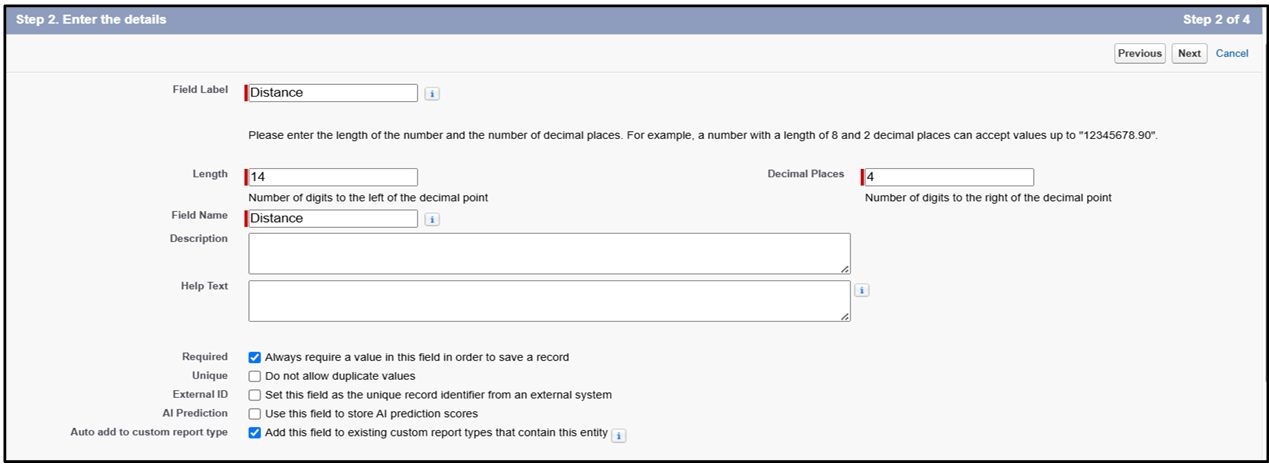 Step 2. Enter the details Step 2 of 4
Previous Next Cancel
Field Label Distance i
Please enter the length of the number and the number of decimal places. For example, a number with a length of 8 and 2 decimal places can accept values up to "12345678.90".
Length 14 Decimal Places 4
Number of digits to the left of the decimal point Number of digits to the right of the decimal point
Field Name Distance i
Description
Help Text i
Required Always require a value in this field in order to save a record
Unique Do not allow duplicate values
External ID Set this field as the unique record identifier from an external system
AI Prediction Use this field to store AI prediction scores
Auto add to custom report type Add this field to existing custom report types that contain this entity i